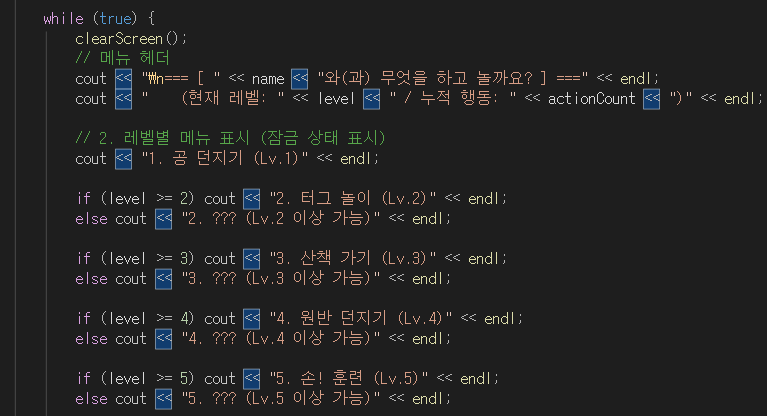 while (true) {
clearScreen();
// 메뉴 헤더
cout << "₩n=== [ " << name << "와(과) 무엇을 하고 놀까요? ] ===" << endl;
cout << "    (현재 레벨: " << level << " / 누적 행동: " << actionCount << ")" << endl;
// 2. 레벨별 메뉴 표시 (잠금 상태 표시)
cout << "1. 공 던지기 (Lv.1)" << endl;
if (level >= 2) cout << "2. 터그 놀이 (Lv.2)" << endl;
else cout << "2. ??? (Lv.2 이상 가능)" << endl;
if (level >= 3) cout << "3. 산책 가기 (Lv.3)" << endl;
else cout << "3. ??? (Lv.3 이상 가능)" << endl;
if (level >= 4) cout << "4. 원반 던지기 (Lv.4)" << endl;
else cout << "4. ??? (Lv.4 이상 가능)" << endl;
if (level >= 5) cout << "5. 손! 훈련 (Lv.5)" << endl;
else cout << "5. ??? (Lv.5 이상 가능)" << endl;